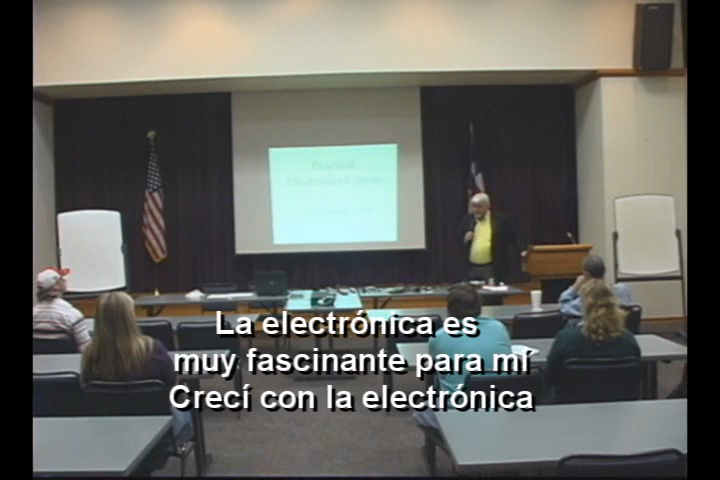 Practical
Electronics Course
La electrónica es
muy fascinante para mí
Crecí con la electrónica